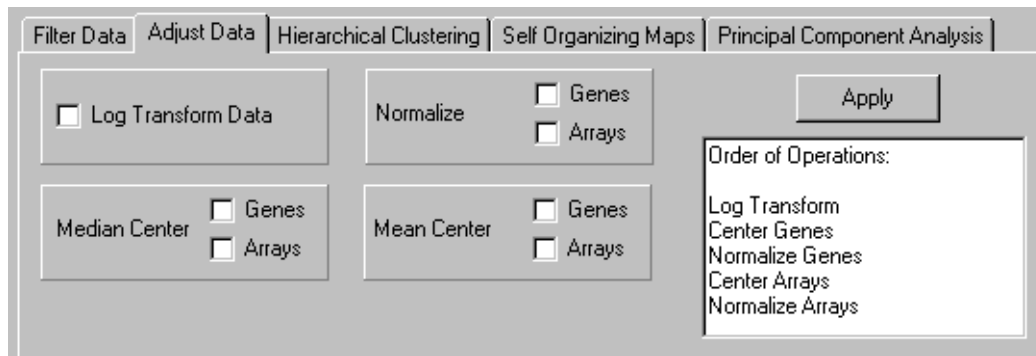 Filter Data
Adjust Data
Hierarchical Clustering
Self Organizing Maps
Principal Component Analysis
Log Transform Data
Normalize
Genes
Arrays
Apply
Median Center
Genes
Arrays
Mean Center
Genes
Arrays
Order of Operations:
Log Transform
Center Genes
Normalize Genes
Center Arrays
Normalize Arrays